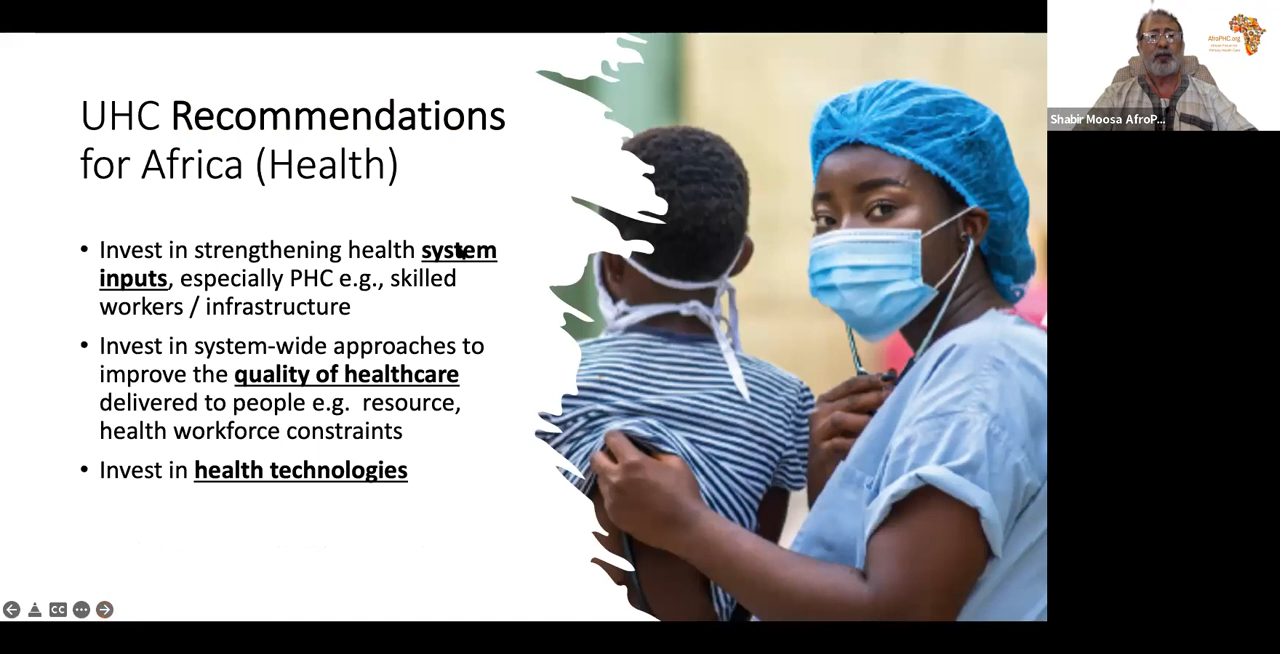 UHC Recommendations
for Africa (Health)
• Invest in strengthening health system
inputs, especially PHC e.g., skilled
workers / infrastructure
• Invest in system-wide approaches to
improve the quality of healthcare
delivered to people e.g. resource,
health workforce constraints
• Invest in health technologies
CC
AfroPHC.org
Shabir Moosa AfroP...